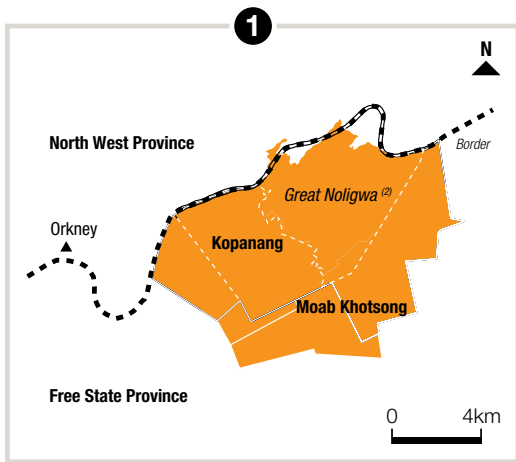 1
N
North West Province
Border
Great Noligwa (2)
Orkney
Kopanang
Moab Khotsong
Free State Province
0 4km